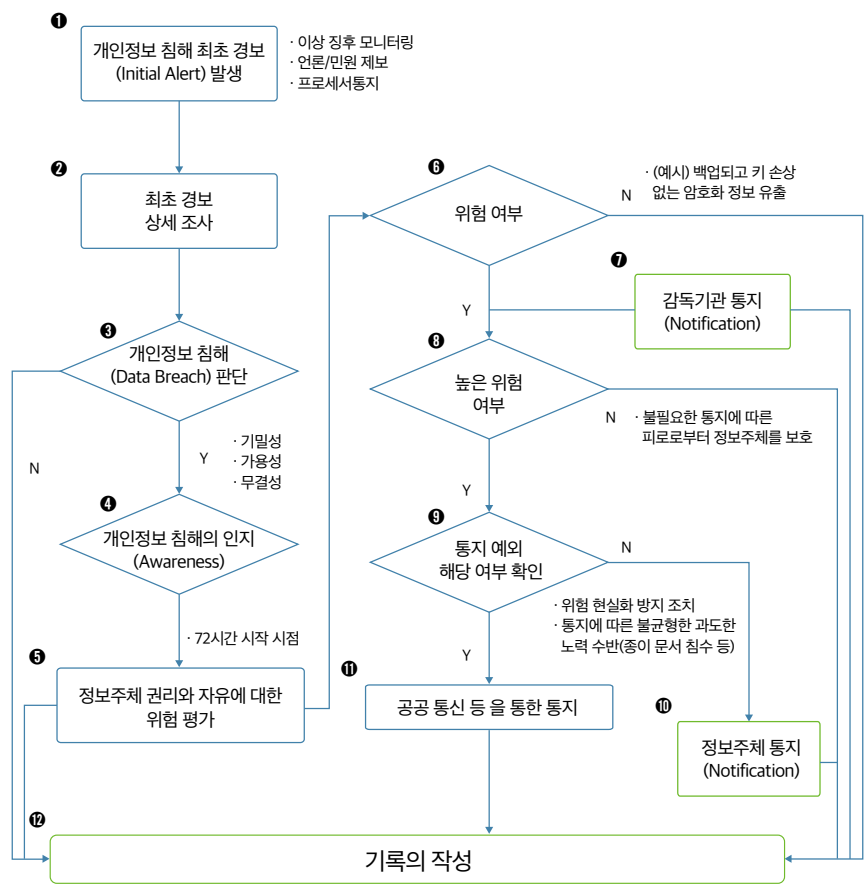 ❶
개인정보 침해 최초 경보
(Initial Alert) 발생
· 이상 징후 모니터링
· 언론/민원 제보
· 프로세서통지
❷
최초 경보
상세 조사
❸
개인정보 침해
(Data Breach) 판단
N
Y
· 기밀성
· 가용성
· 무결성
❹
개인정보 침해의 인지
(Awareness)
· 72시간 시작 시점
❺
정보주체 권리와 자유에 대한
위험 평가
❻
위험 여부
N
· (예시) 백업되고 키 손상
없는 암호화 정보 유출
Y
❼
감독기관 통지
(Notification)
❽
높은 위험
여부
N
· 불필요한 통지에 따른
피로로부터 정보주체를 보호
Y
❾
통지 예외
해당 여부 확인
N
· 위험 현실화 방지 조치
· 통지에 따른 불균형한 과도한
노력 수반(종이 문서 침수 등)
Y
❿
정보주체 통지
(Notification)
⓫
공공 통신 등 을 통한 통지
⓬
기록의 작성